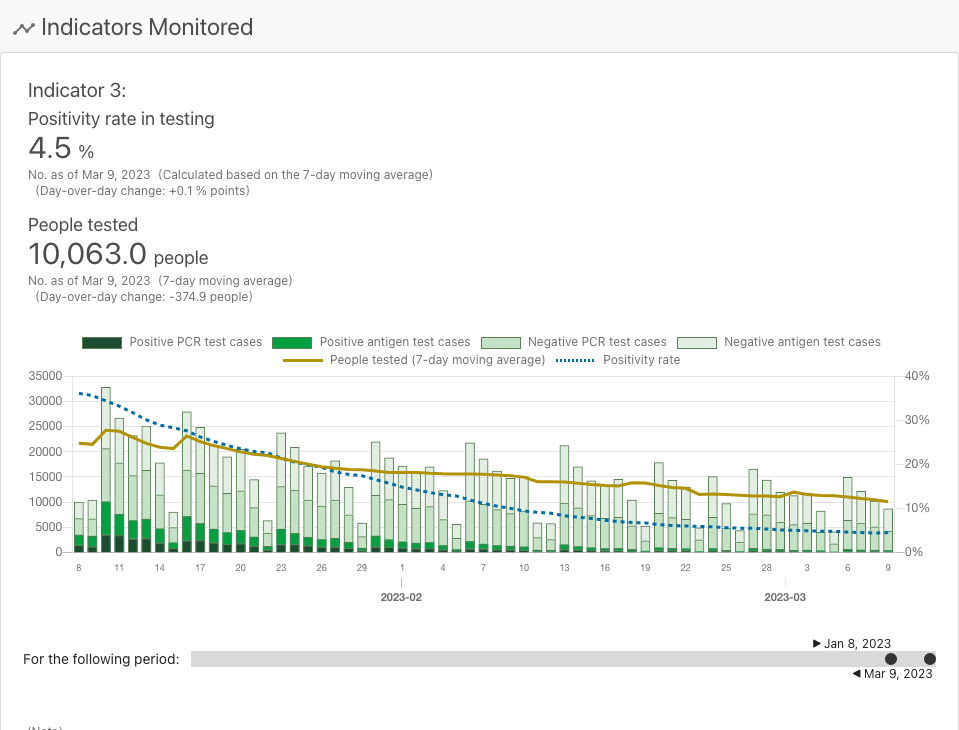 Indicators Monitored
Indicator 3:
Positivity rate in testing
4.5 %
No. as of Mar 9, 2023 (Calculated based on the 7-day moving average)
(Day-over-day change: +0.1 % points)
People tested
10,063.0 people
No. as of Mar 9, 2023 (7-day moving average)
(Day-over-day change: -374.9 people)
Positive PCR test cases Positive antigen test cases Negative PCR test cases Negative antigen test cases
People tested (7-day moving average) Positivity rate
35000 40%
30000
25000 30%
20000
15000 20%
10000 10%
5000
0 0%
8 11 14 17 20 23 26 29 1 4 7 10 13 16 19 22 25 28 3 6 9
2023-02 2023-03
▶ Jan 8, 2023
For the following period:
◀ Mar 9, 2023
(Note)